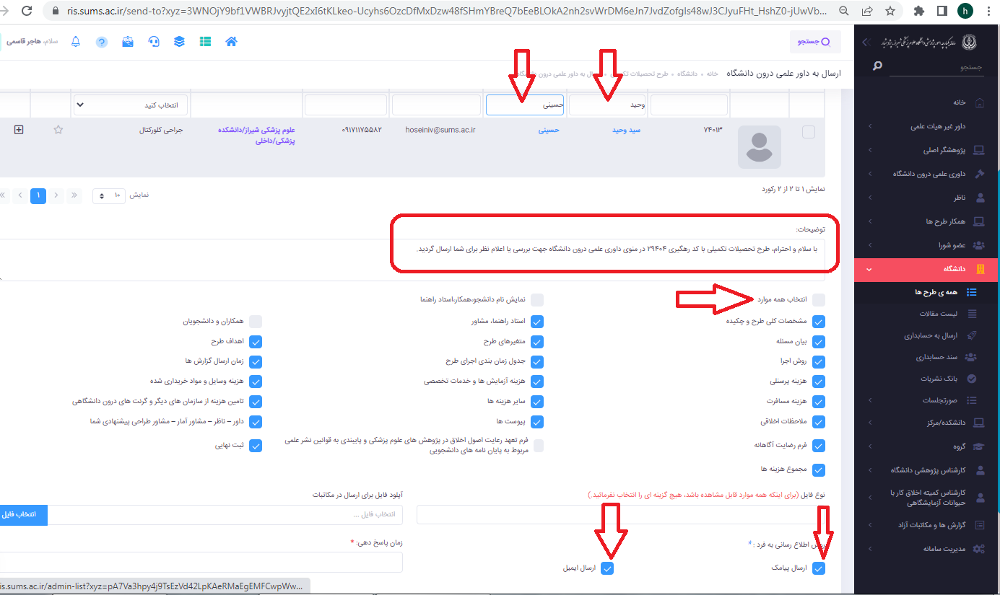 ris.sums.ac.ir/send-to?xyz=3WNOjY9bf1VWBRJvyjtQE2xI6tKLkeo-Ucyhs6OzcDfMxDzw48fSHmYBreQ7bEeBLOkA2nh2svWrDM6eJn7JvdZofgIs48wJ3CJyuFHt_HshZ0-jUwVb...
h
جستجو
سلام، هاجر قاسمی
جستجو
ارسال به داور علمی درون دانشگاه
خانه • دانشگاه • طرح تحصیلات
به داور علمی درون
وحید
حسینی
انتخاب کنید
۷۴۰۱۳
سید وحید
حسینی
hoseiniv@sums.ac.ir
۰۹۱۷۱۱۷۵۵۸۲
علوم پزشکی شیراز/دانشکده
پزشکی/داخلی
جراحی کلورکتال
نمایش ۱ تا ۲ از ۲ رکورد
نمایش ۱۰
۱
توضیحات:
با سلام و احترام، طرح تحصیلات تکمیلی با کد رهگیری ۲۹۴۰۴ در منوی داوری علمی درون دانشگاه جهت بررسی یا اعلام نظر برای شما ارسال گردید.
انتخاب همه موارد
نمایش نام دانشجو،همکار،استاد راهنما
مشخصات کلی طرح و چکیده
استاد راهنما، مشاور
همکاران و دانشجویان
بیان مسئله
متغیرهای طرح
اهداف طرح
روش اجرا
جدول زمان بندی اجرای طرح
زمان ارسال گزارش ها
هزینه پرسنلی
هزینه آزمایش ها و خدمات تخصصی
هزینه وسایل و مواد خریداری شده
هزینه مسافرت
سایر هزینه ها
تامین هزینه از سازمان های دیگر و گرنت های درون دانشگاهی
ملاحظات اخلاقی
پیوست ها
داور – ناظر – مشاور آمار – مشاور طراحی پیشنهادی شما
فرم رضایت آگاهانه
فرم تعهد رعایت اصول اخلاق در پژوهش های علوم پزشکی و پایبندی به قوانین نشر علمی
مربوط به پایان نامه های دانشجویی
ثبت نهایی
مجموع هزینه ها
نوع فایل (برای اینکه همه موارد قابل مشاهده باشد، هیچ گزینه ای را انتخاب نفرمائید.)
آپلود فایل برای ارسال در مکاتبات
انتخاب فایل ...
انتخاب فایل
اطلاع رسانی به فرد :*
زمان پاسخ دهی: *
ارسال پیامک
ارسال ایمیل
ris.sums.ac.ir/admin-list?xyz=pA7Va3hpy4j9TsEzVd42LpKAeRMaEgEMFCwpWw...
خانه
داور غیر هیات علمی
پژوهشگر اصلی
داوری علمی درون دانشگاه
ناظر
همکار طرح ها
عضو شورا
دانشگاه
همه ی طرح ها
لیست مقالات
ارسال به حسابداری
سند حسابداری
بانک نشریات
صورتجلسات
دانشکده/مرکز
گروه
کارشناس پژوهشی دانشگاه
کارشناس کمیته اخلاق کار با
حیوانات آزمایشگاهی
گزارش ها و مکاتبات آزاد
مدیریت سامانه